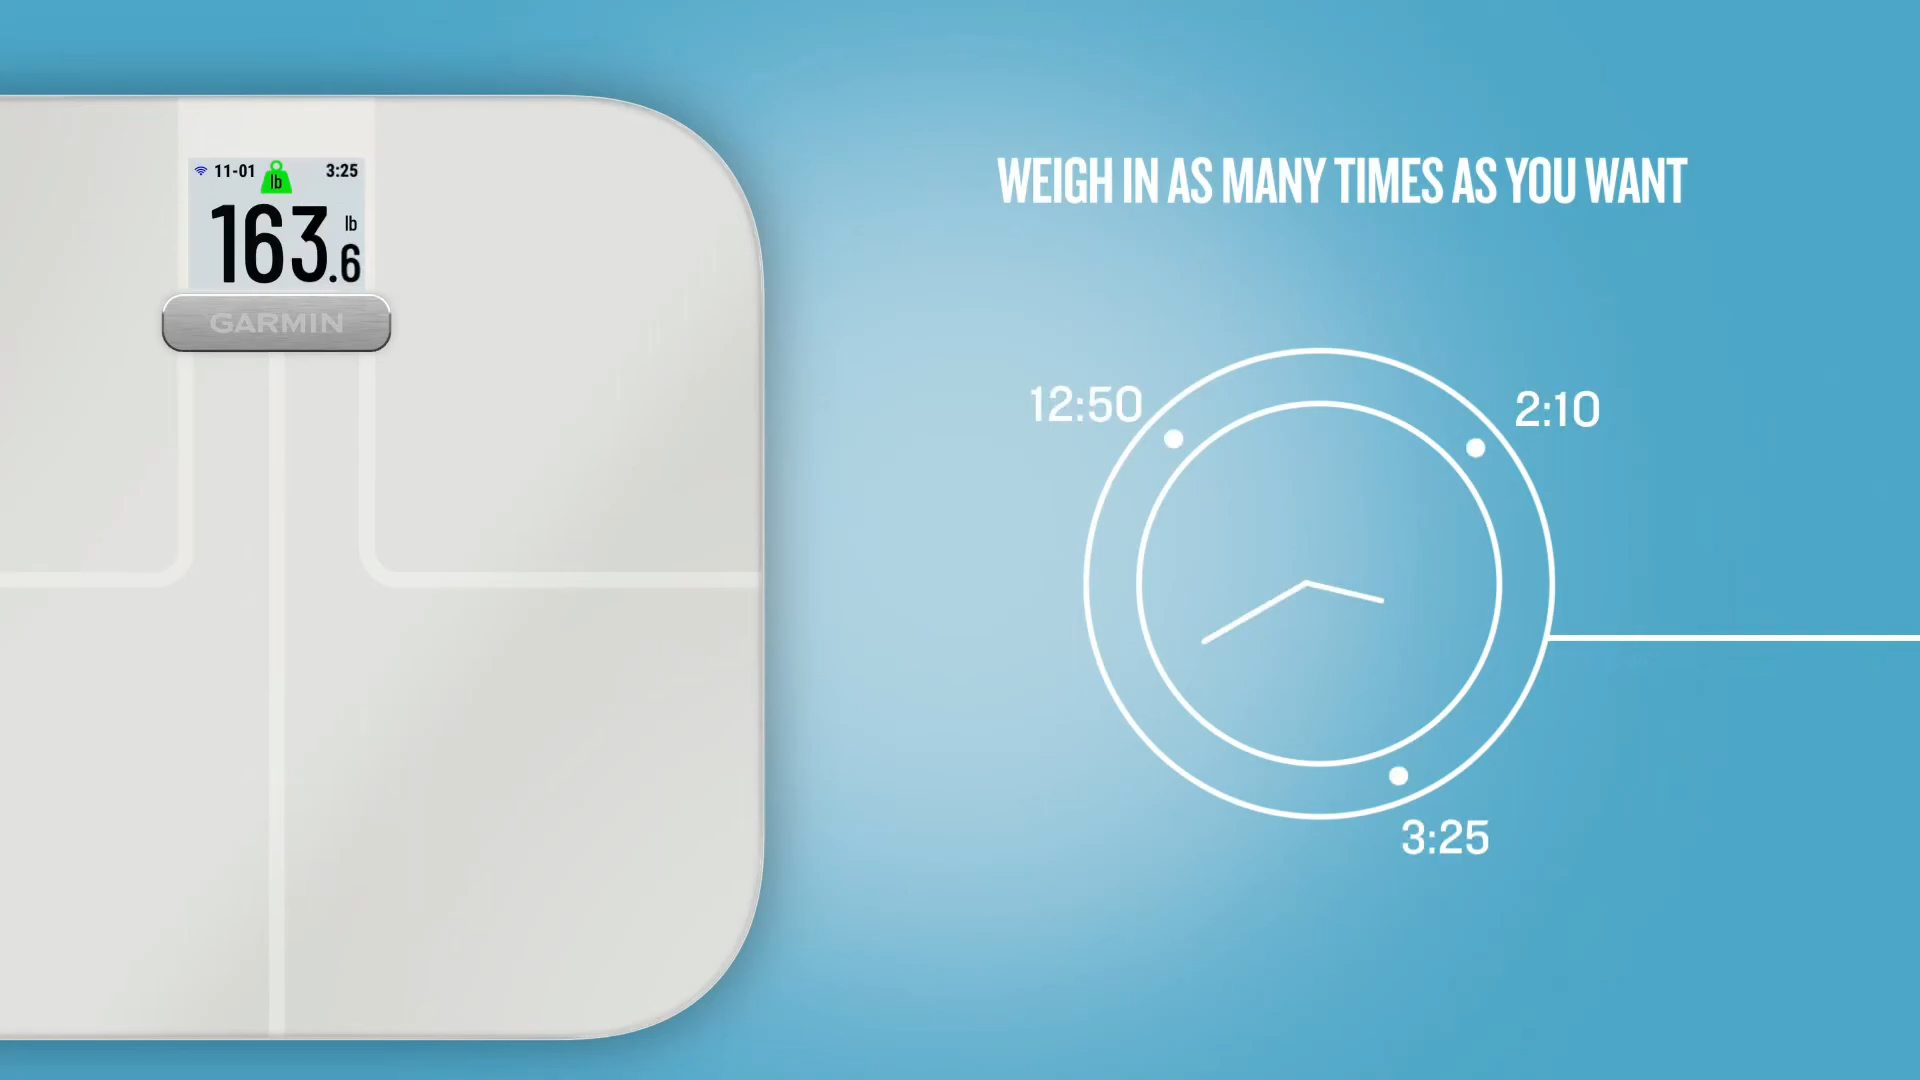 11-01 lb 3:25
163.6 lb
GARMIN
WEIGH IN AS MANY TIMES AS YOU WANT
12:50
2:10
3:25